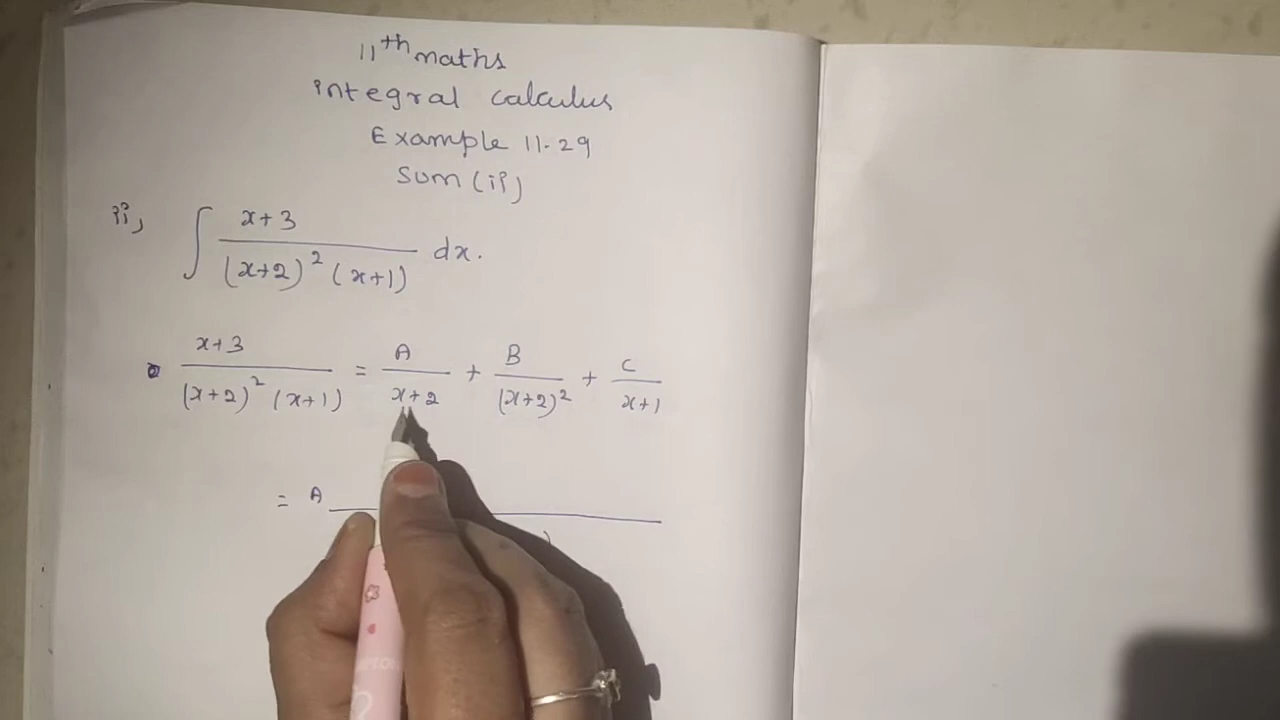 11th maths
integral calculus
Example 11.29
Sum (ii)
ii, ∫ x+3 / (x+2)² (x+1) dx.
x+3 / (x+2)² (x+1) = A / x+2 + B / (x+2)² + C / x+1
= A
)